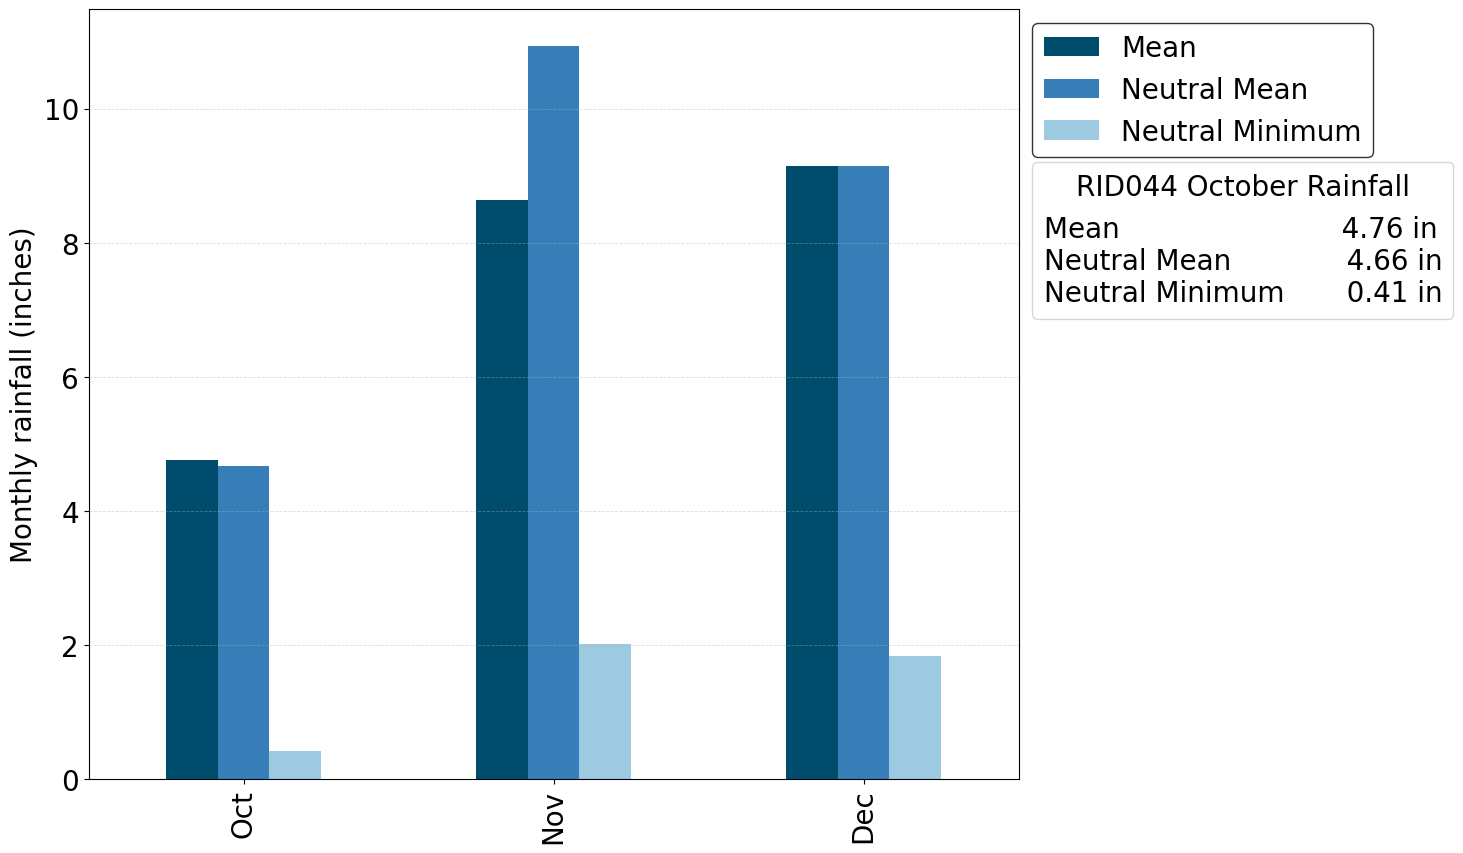 Monthly rainfall (inches)
10
8
6
4
2
0
Oct
Nov
Dec
Mean
Neutral Mean
Neutral Minimum
RID044 October Rainfall
Mean 4.76 in
Neutral Mean 4.66 in
Neutral Minimum 0.41 in